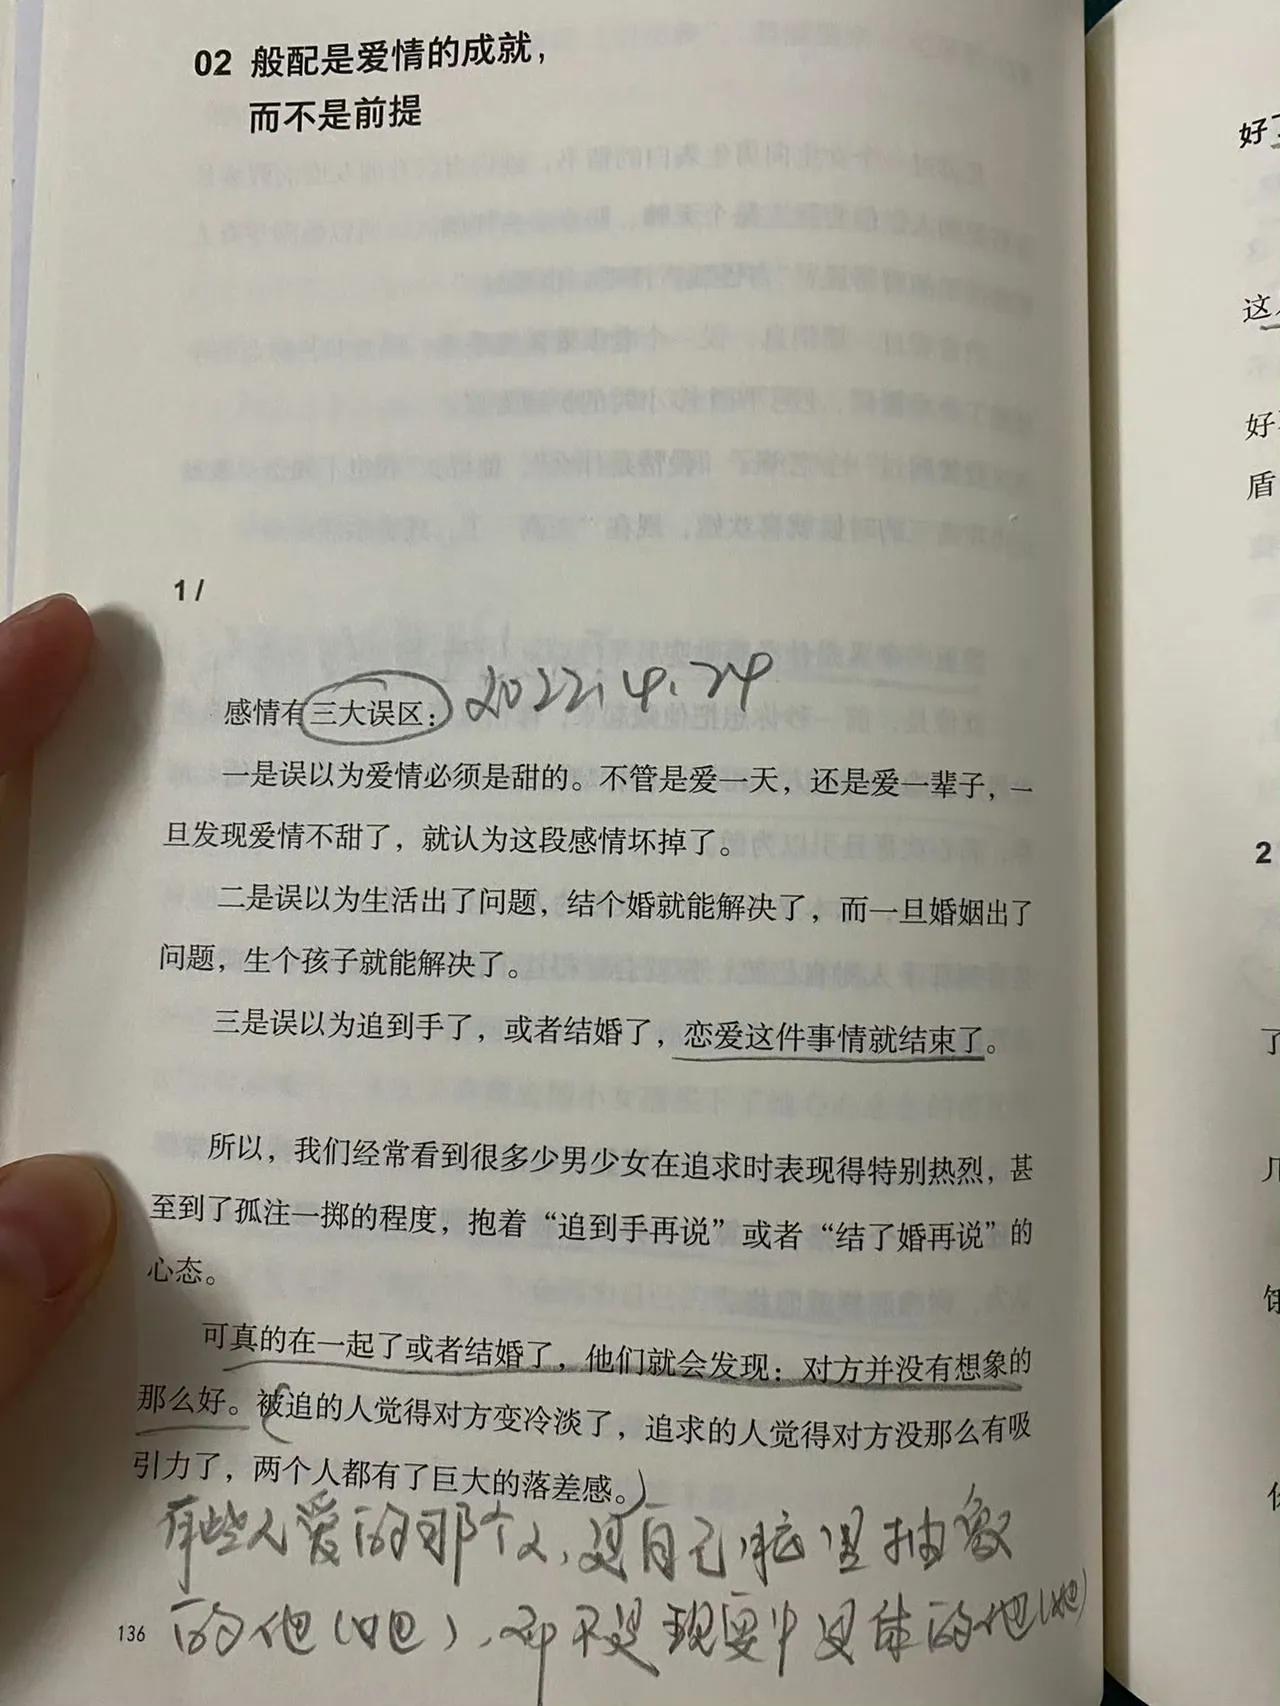 02 般配是爱情的成就，
而不是前提
1 /
感情有三大误区： 2022.4.24
一是误以为爱情必须是甜的。不管是爱一天，还是爱一辈子，一
旦发现爱情不甜了，就认为这段感情坏掉了。
二是误以为生活出了问题，结个婚就能解决了，而一旦婚姻出了
问题，生个孩子就能解决了。
三是误以为追到手了，或者结婚了，恋爱这件事情就结束了。
所以，我们经常看到很多少男少女在追求时表现得特别热烈，甚
至到了孤注一掷的程度，抱着“追到手再说”或者“结了婚再说”的
心态。
可真的在一起了或者结婚了，他们就会发现：对方并没有想象的
那么好。被追的人觉得对方变冷淡了，追求的人觉得对方没那么有吸
引力了，两个人都有了巨大的落差感。
有些人爱的那个人，是自己脑里抽象
的他（她），而不是现实中具体的他（她）
136
好
这
好
盾
2
了
几
饿